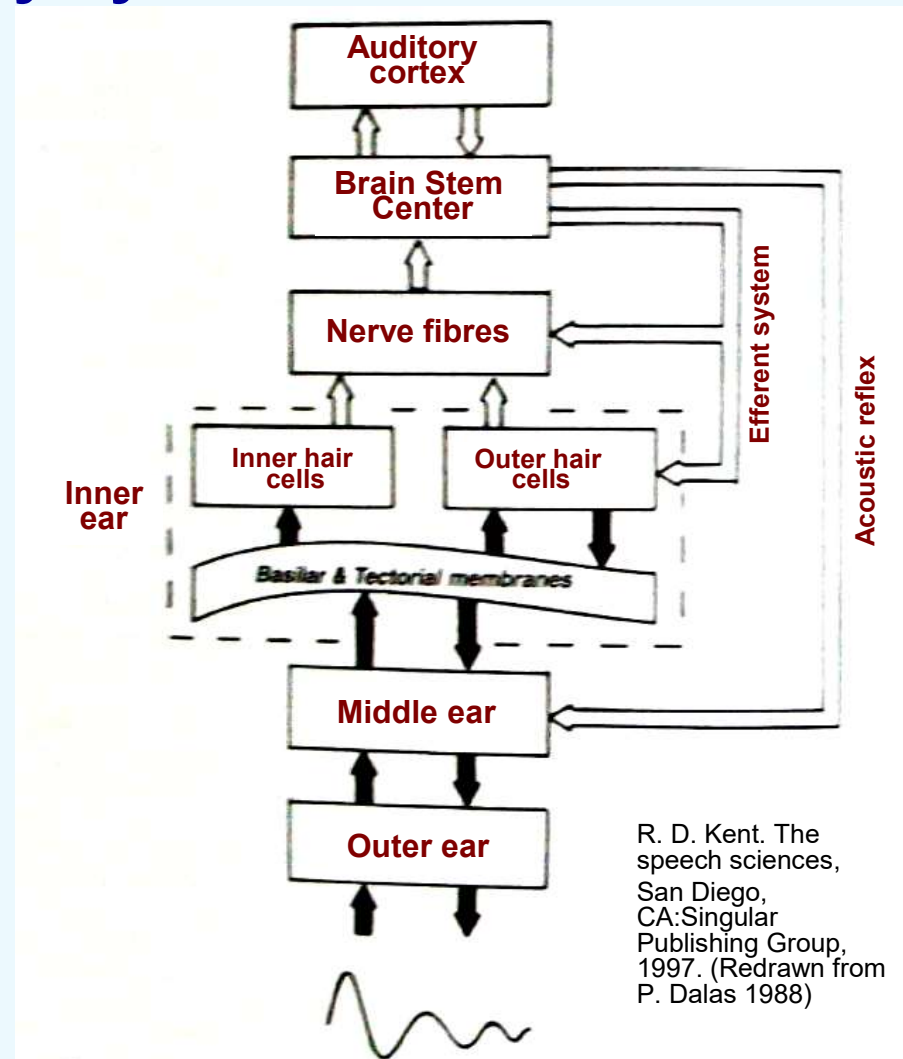 Auditory
cortex
Brain Stem
Center
Nerve fibres
Efferent system
Acoustic reflex
Inner hair
cells
Outer hair
cells
Inner
ear
Basilar & Tectorial membranes
Middle ear
Outer ear
R. D. Kent. The
speech sciences,
San Diego,
CA:Singular
Publishing Group,
1997. (Redrawn from
P. Dalas 1988)